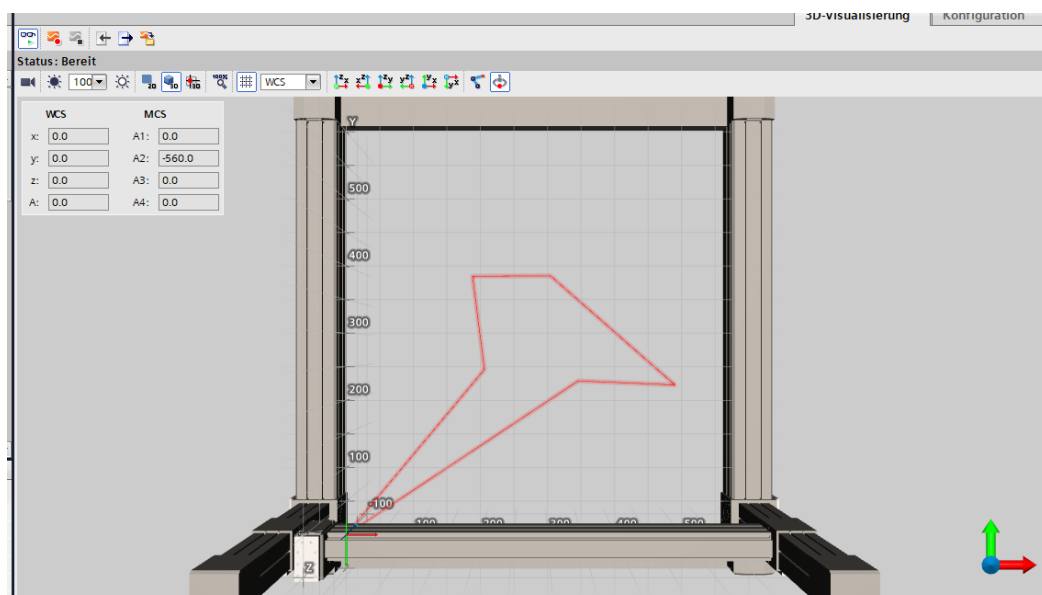 3D-Visualisierung Konfiguration
Status: Bereit
100 2D 3D WCS
WCS MCS
x: 0.0 A1: 0.0
y: 0.0 A2: -560.0
z: 0.0 A3: 0.0
A: 0.0 A4: 0.0
Y
500
400
300
200
100
-100
100 200 300 400 500
Z